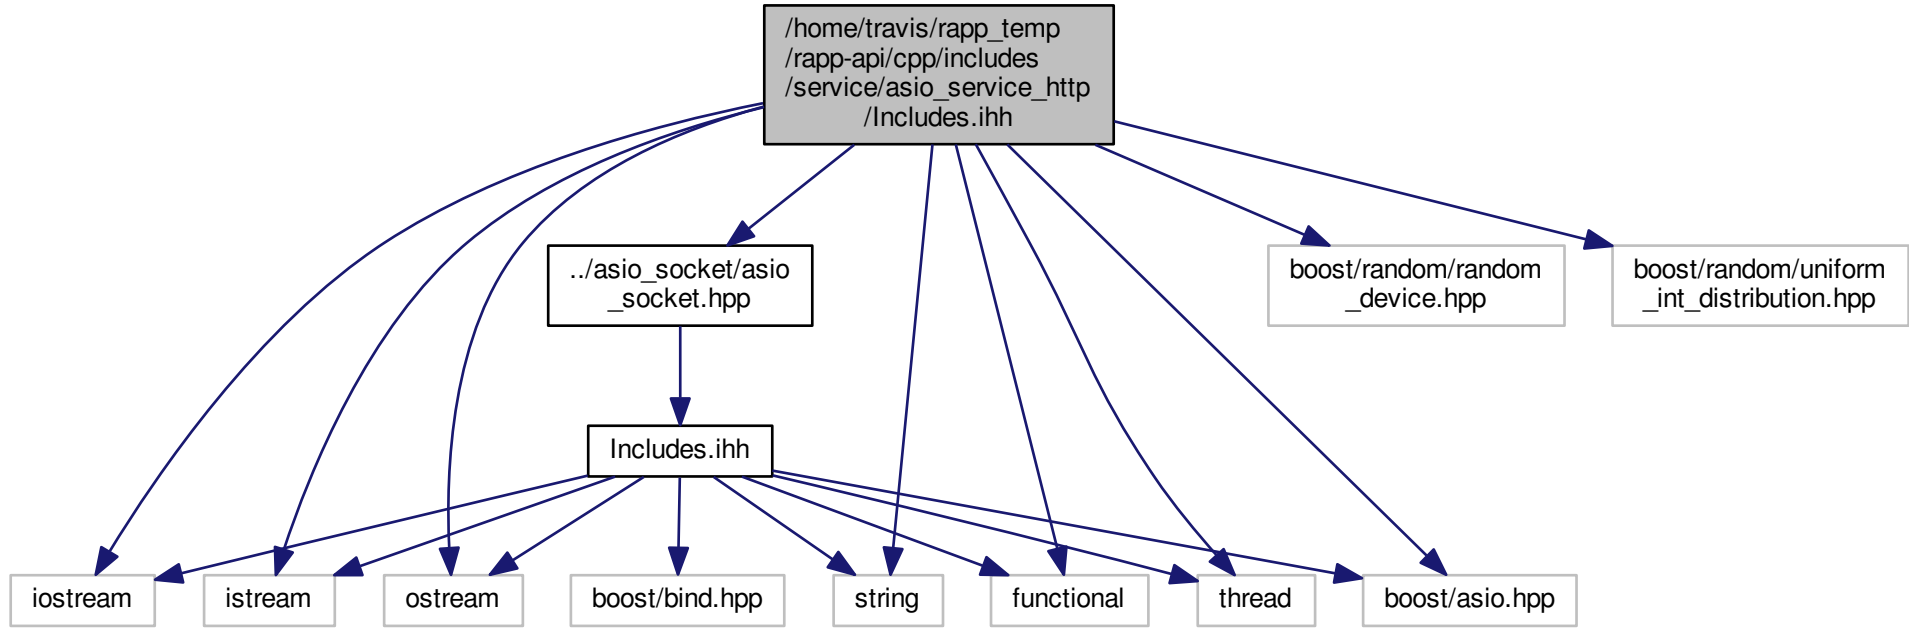 /home/travis/rapp_temp
/rapp-api/cpp/includes
/service/asio_service_http
/Includes.ihh
../asio_socket/asio
_socket.hpp
boost/random/random
_device.hpp
boost/random/uniform
_int_distribution.hpp
Includes.ihh
iostream
istream
ostream
boost/bind.hpp
string
functional
thread
boost/asio.hpp